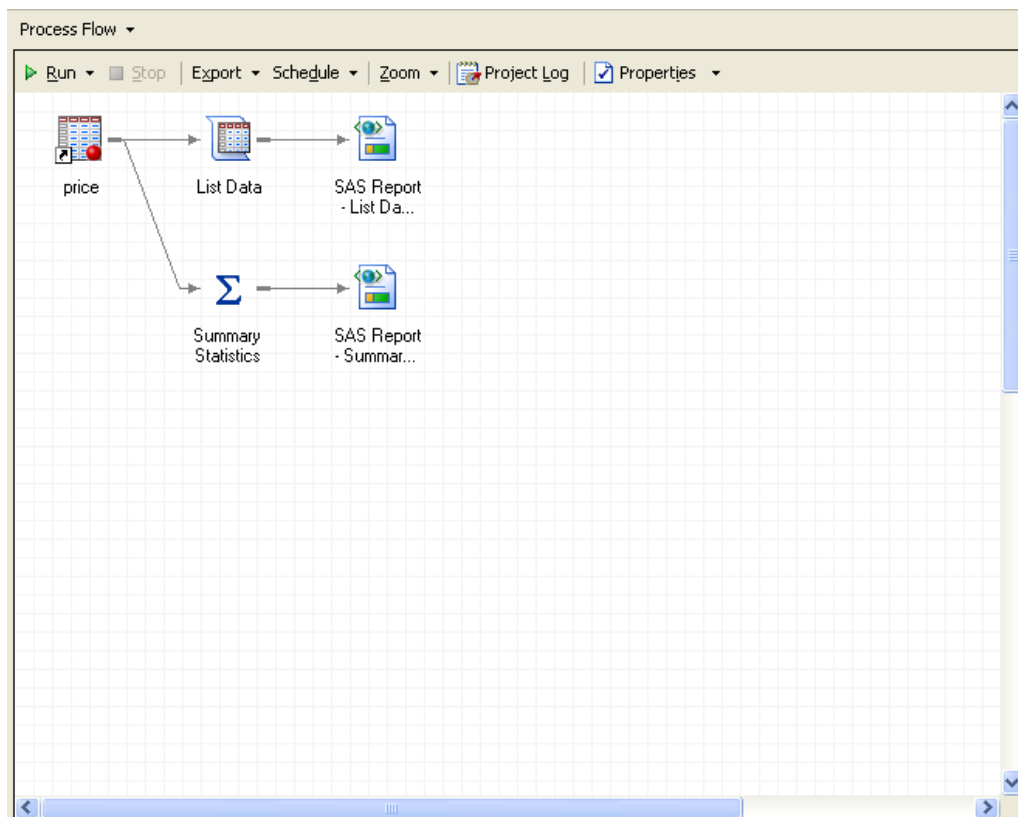 Process Flow
Run Stop Export Schedule Zoom Project Log Properties
price List Data SAS Report
- List Da...
Summary SAS Report
Statistics - Summar...